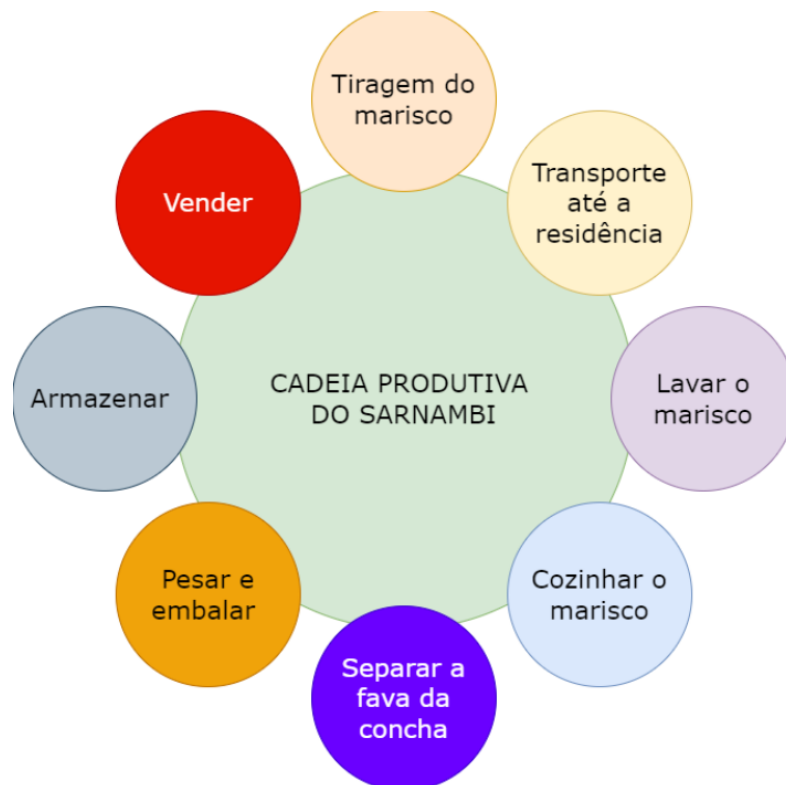 Tiragem do
marisco
Transporte
até a
residência
Lavar o
marisco
Cozinhar o
marisco
Separar a
fava da
concha
Pesar e
embalar
Armazenar
Vender
CADEIA PRODUTIVA
DO SARNAMBI